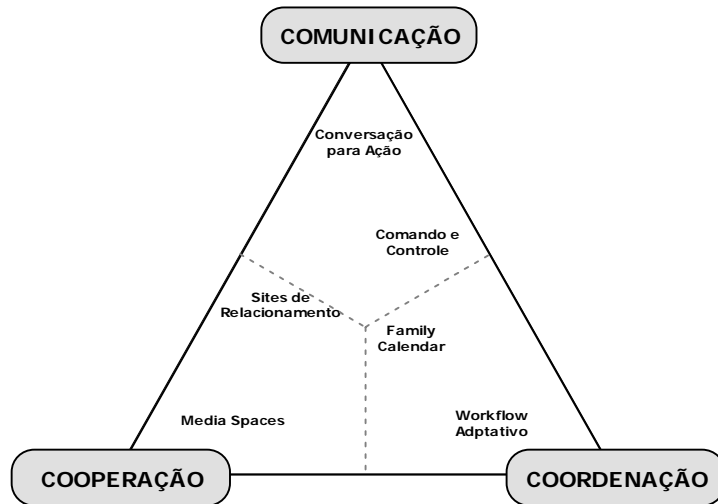 COMUNICAÇÃO
Conversação
para Ação
Comando e
Controle
Sites de
Relacionamento
Family
Calendar
Media Spaces
Workflow
Adptativo
COOPERAÇÃO
COORDENAÇÃO